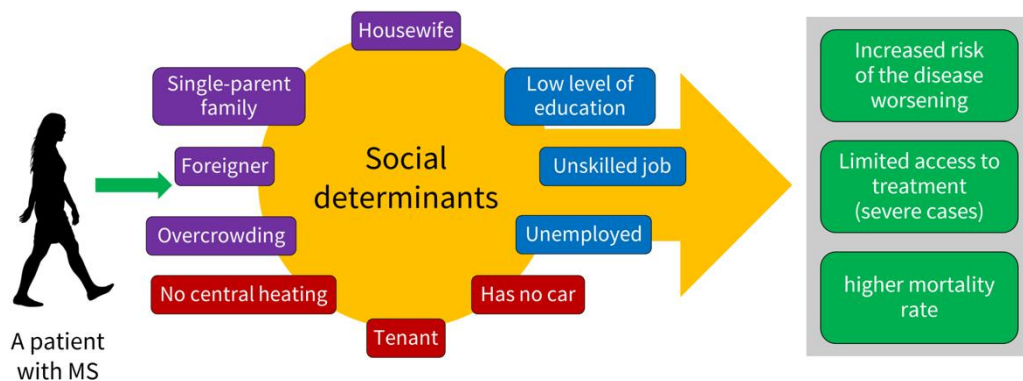 Housewife
Single-parent
family
Low level of
education
Foreigner
Social
determinants
Unskilled job
Overcrowding
Unemployed
No central heating
Has no car
Tenant
A patient
with MS
Increased risk
of the disease
worsening
Limited access to
treatment
(severe cases)
higher mortality
rate